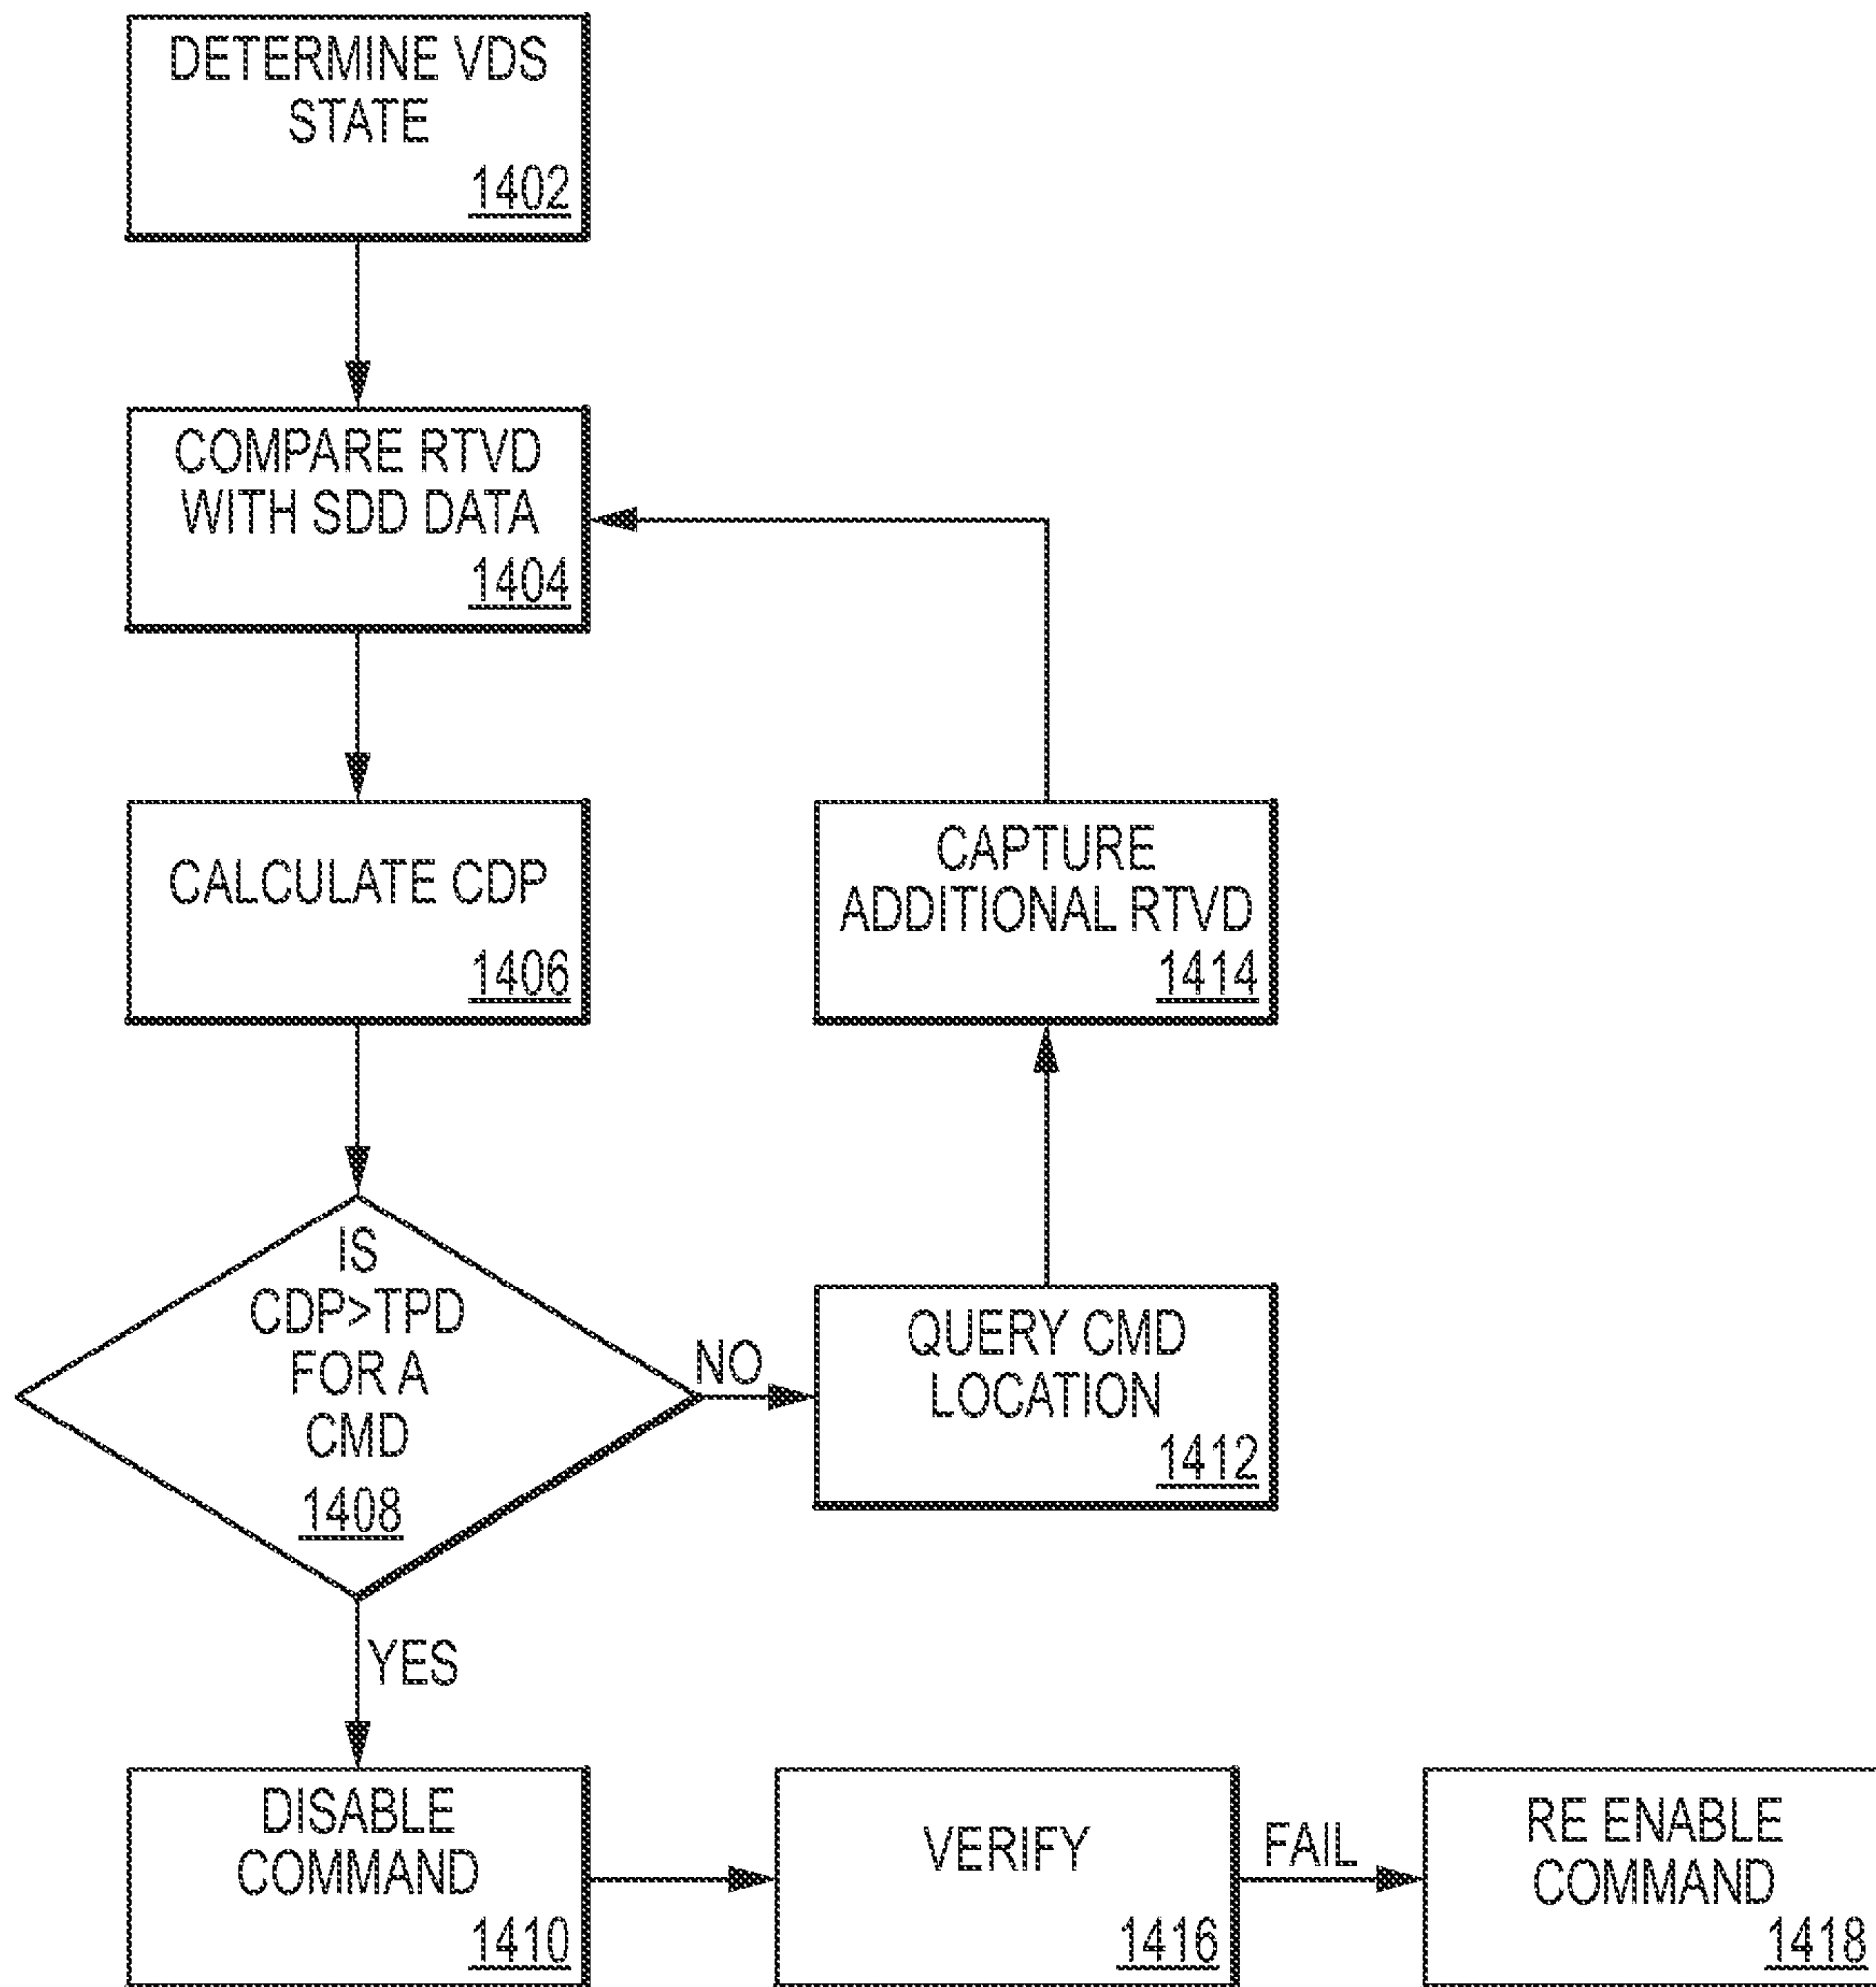 DETERMINE VDS
STATE
1402
COMPARE RTVD
WITH SDD DATA
1404
CALCULATE CDP
1406
CAPTURE
ADDITIONAL RTVD
1414
IS
CDP>TPD
FOR A
CMD
1408
NO
QUERY CMD
LOCATION
1412
YES
DISABLE
COMMAND
1410
VERIFY
1416
FAIL
RE ENABLE
COMMAND
1418